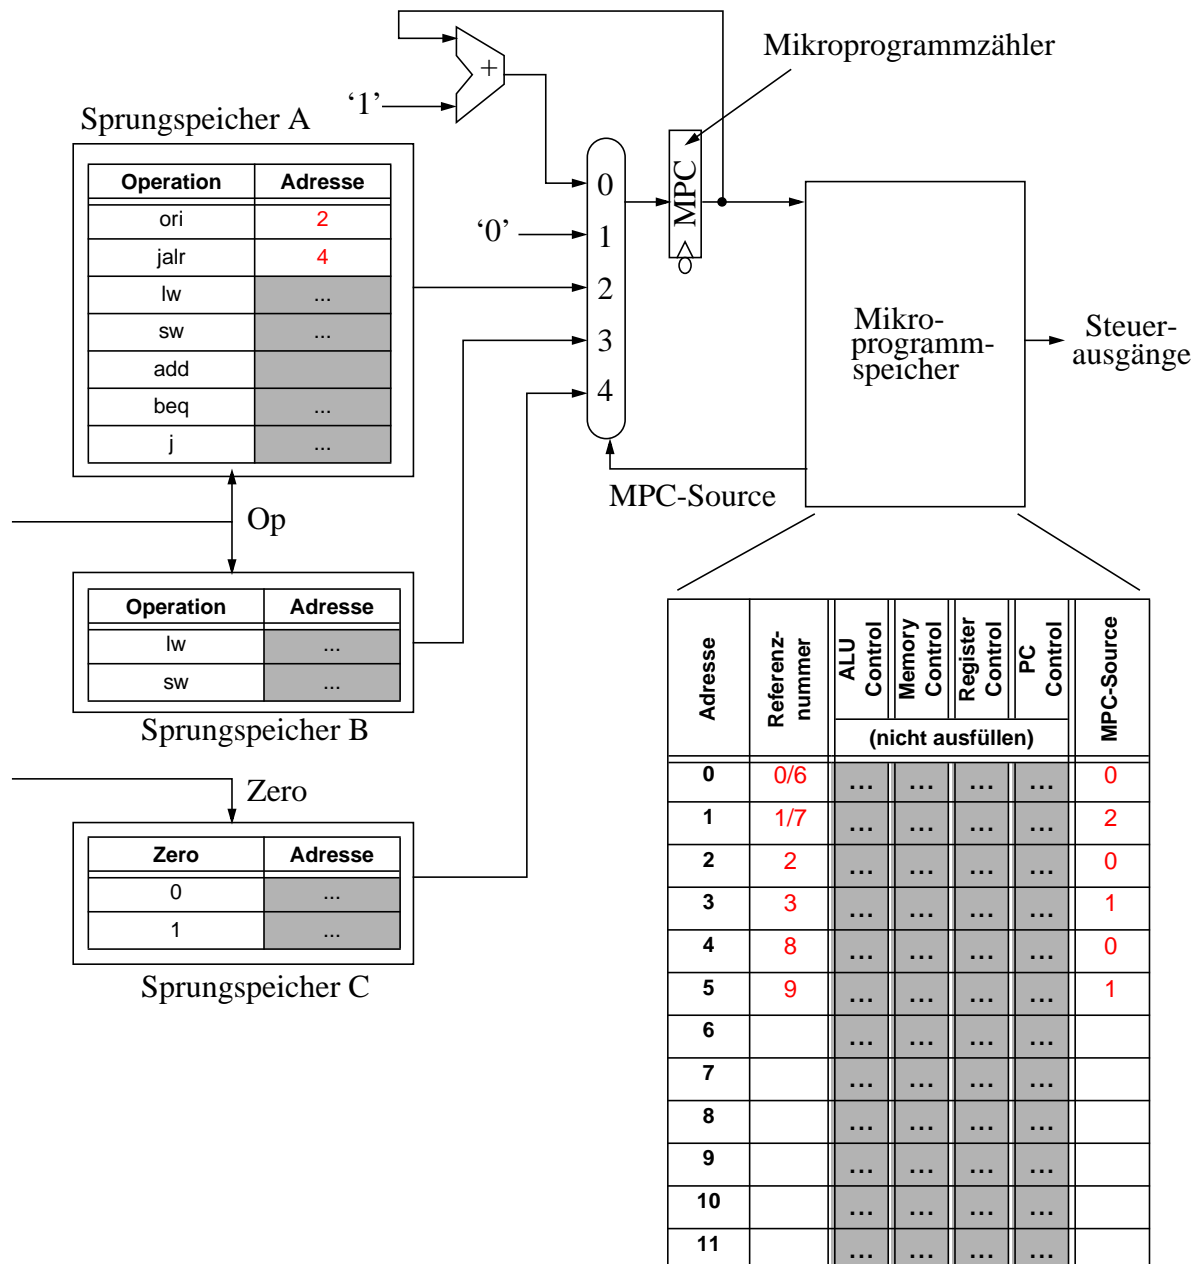 Mikroprogrammzähler
+
‘1’
Sprungspeicher A
Operation Adresse
ori 2
jalr 4
lw ...
sw ...
add
beq ...
j ...
‘0’
0
1
2
3
4
MPC
Mikro-
programm-
speicher
Steuer-
ausgänge
MPC-Source
Op
Operation Adresse
lw ...
sw ...
Sprungspeicher B
Zero
Zero Adresse
0 ...
1 ...
Sprungspeicher C
Adresse Referenz-nummer ALU Control Memory Control Register Control PC Control MPC-Source
(nicht ausfüllen)
0 0/6 ... ... ... ... 0
1 1/7 ... ... ... ... 2
2 2 ... ... ... ... 0
3 3 ... ... ... ... 1
4 8 ... ... ... ... 0
5 9 ... ... ... ... 1
6 ... ... ... ...
7 ... ... ... ...
8 ... ... ... ...
9 ... ... ... ...
10 ... ... ... ...
11 ... ... ... ...